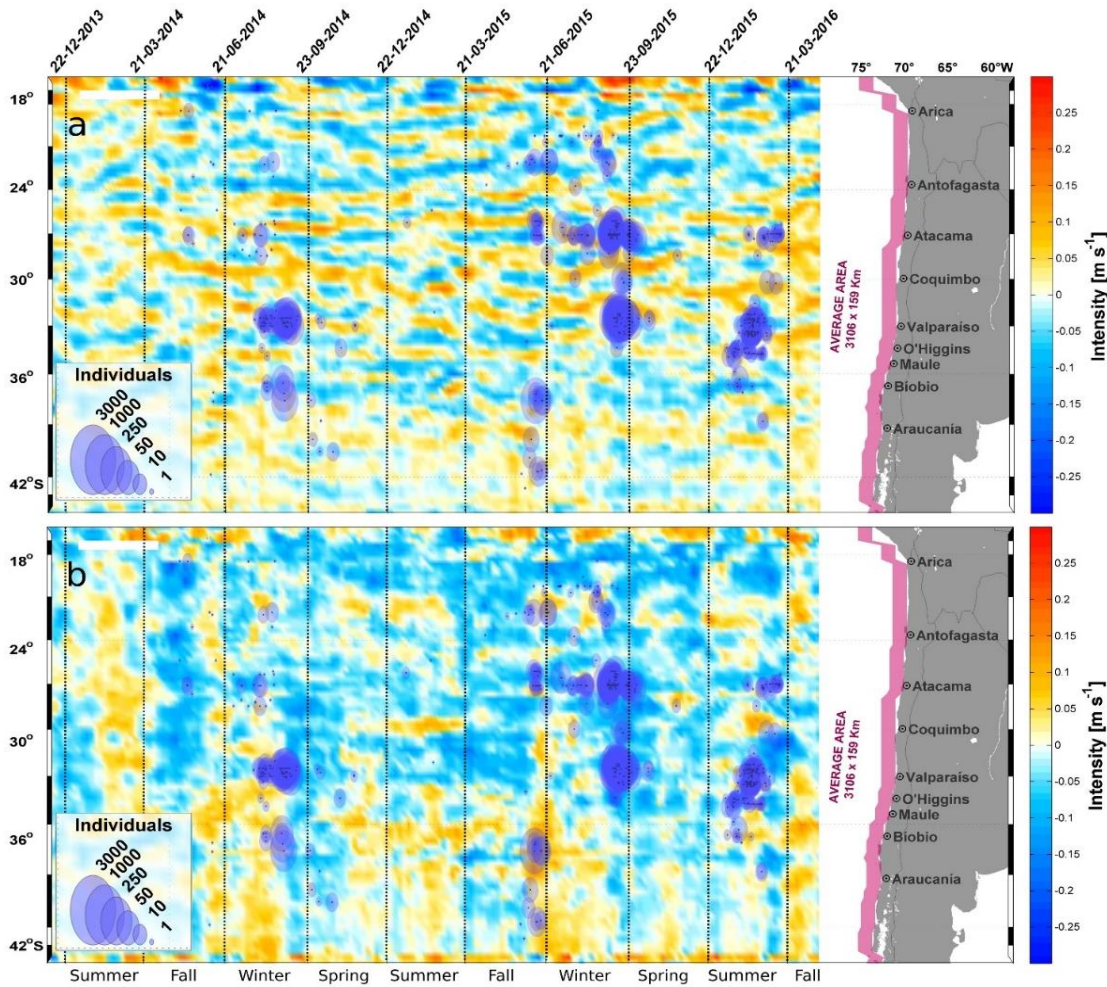 22-12-2013
21-03-2014
21-06-2014
23-09-2014
22-12-2014
21-03-2015
21-06-2015
23-09-2015
22-12-2015
21-03-2016
75° 70° 65° 60°W
a
18°
24°
30°
36°
42°S
Individuals
3000
1000
250
50
10
1
AVERAGE AREA
3106 x 159 Km
Arica
Antofagasta
Atacama
Coquimbo
Valparaíso
O'Higgins
Maule
Biobio
Araucanía
0.25
0.2
0.15
0.1
0.05
0
-0.05
-0.1
-0.15
-0.2
-0.25
Intensity [m s⁻¹]
b
18°
24°
30°
36°
42°S
Individuals
3000
1000
250
50
10
1
AVERAGE AREA
3106 x 159 Km
Arica
Antofagasta
Atacama
Coquimbo
Valparaíso
O'Higgins
Maule
Biobio
Araucanía
0.25
0.2
0.15
0.1
0.05
0
-0.05
-0.1
-0.15
-0.2
-0.25
Intensity [m s⁻¹]
Summer Fall Winter Spring Summer Fall Winter Spring Summer Fall